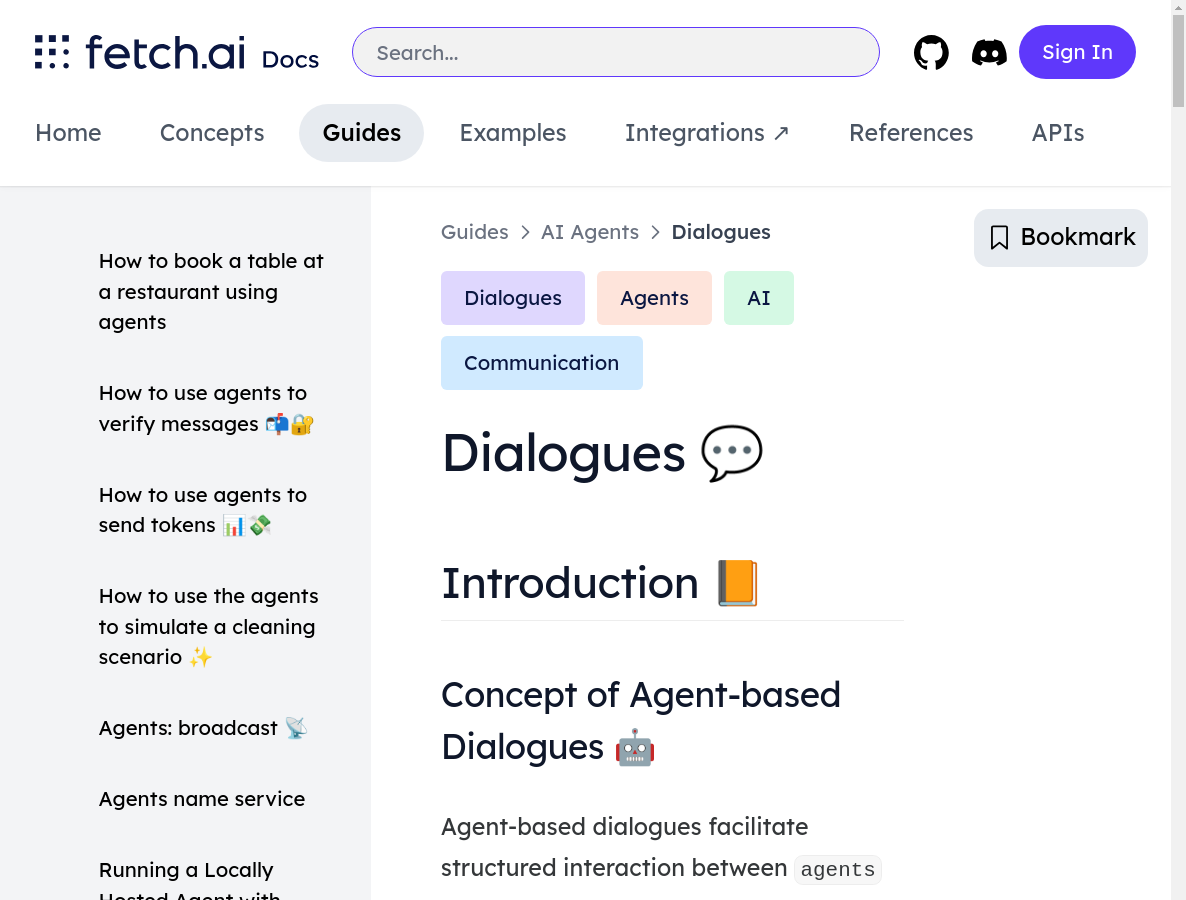 fetch.ai Docs
Search...
Sign In
Home
Concepts
Guides
Examples
Integrations ↗
References
APIs
How to book a table at
a restaurant using
agents
How to use agents to
verify messages 📬🔐
How to use agents to
send tokens 📊💸
How to use the agents
to simulate a cleaning
scenario ✨
Agents: broadcast 📡
Agents name service
Running a Locally
Hosted Agent with
Guides > AI Agents > Dialogues
Bookmark
Dialogues
Agents
AI
Communication
Dialogues 💬
Introduction 📙
Concept of Agent-based
Dialogues 🤖
Agent-based dialogues facilitate
structured interaction between agents